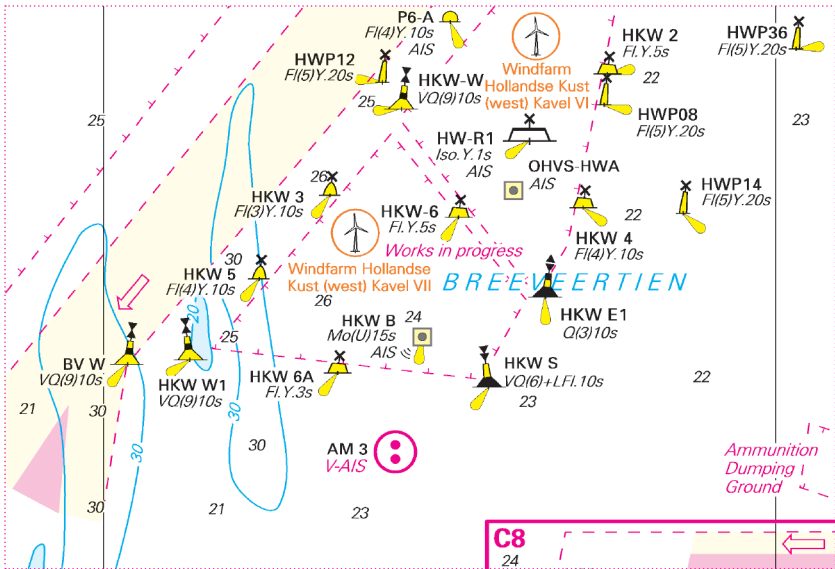 P6-A
Fl(4)Y.10s
AIS
HWP12
Fl(5)Y.20s
HKW-W
VQ(9)10s
25
Windfarm
Hollandse Kust
(west) Kavel VI
HKW 2
Fl.Y.5s
22
HWP36
Fl(5)Y.20s
HWP08
Fl(5)Y.20s
25
23
HW-R1
Iso.Y.1s
AIS
OHVS-HWA
AIS
26
HKW 3
Fl(3)Y.10s
HKW-6
Fl.Y.5s
HWP14
Fl(5)Y.20s
22
HKW 4
Fl(4)Y.10s
Works in progress
30
Windfarm Hollandse
Kust (west) Kavel VII
HKW 5
Fl(4)Y.10s
BREEVEERTIEN
26
20
HKW E1
Q(3)10s
HKW B
Mo(U)15s
AIS
24
25
BV W
VQ(9)10s
HKW W1
VQ(9)10s
HKW 6A
Fl.Y.3s
HKW S
VQ(6)+LFl.10s
23
22
21
30
30
30
30
AM 3
V-AIS
Ammunition
Dumping
Ground
30
21
23
C8
24